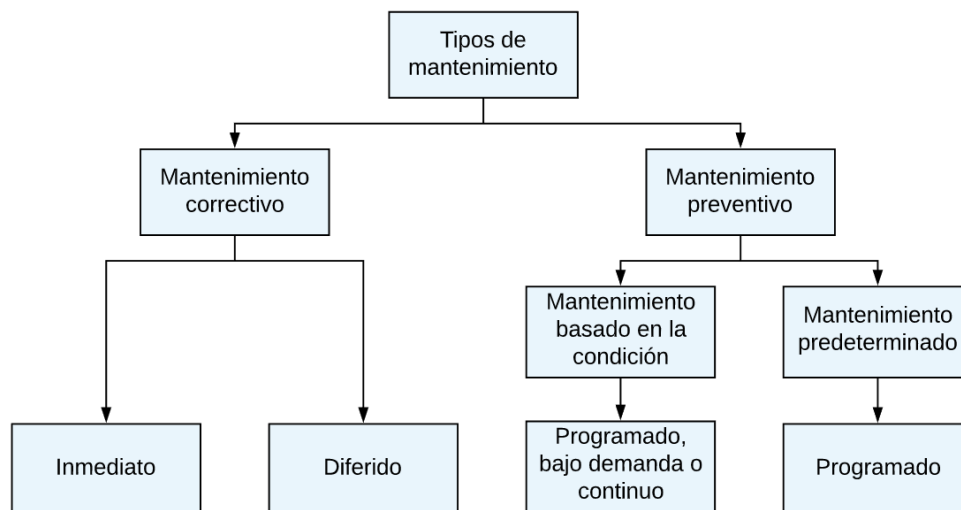 Tipos de
mantenimiento
Mantenimiento
correctivo
Mantenimiento
preventivo
Mantenimiento
basado en la
condición
Mantenimiento
predeterminado
Inmediato
Diferido
Programado,
bajo demanda o
continuo
Programado